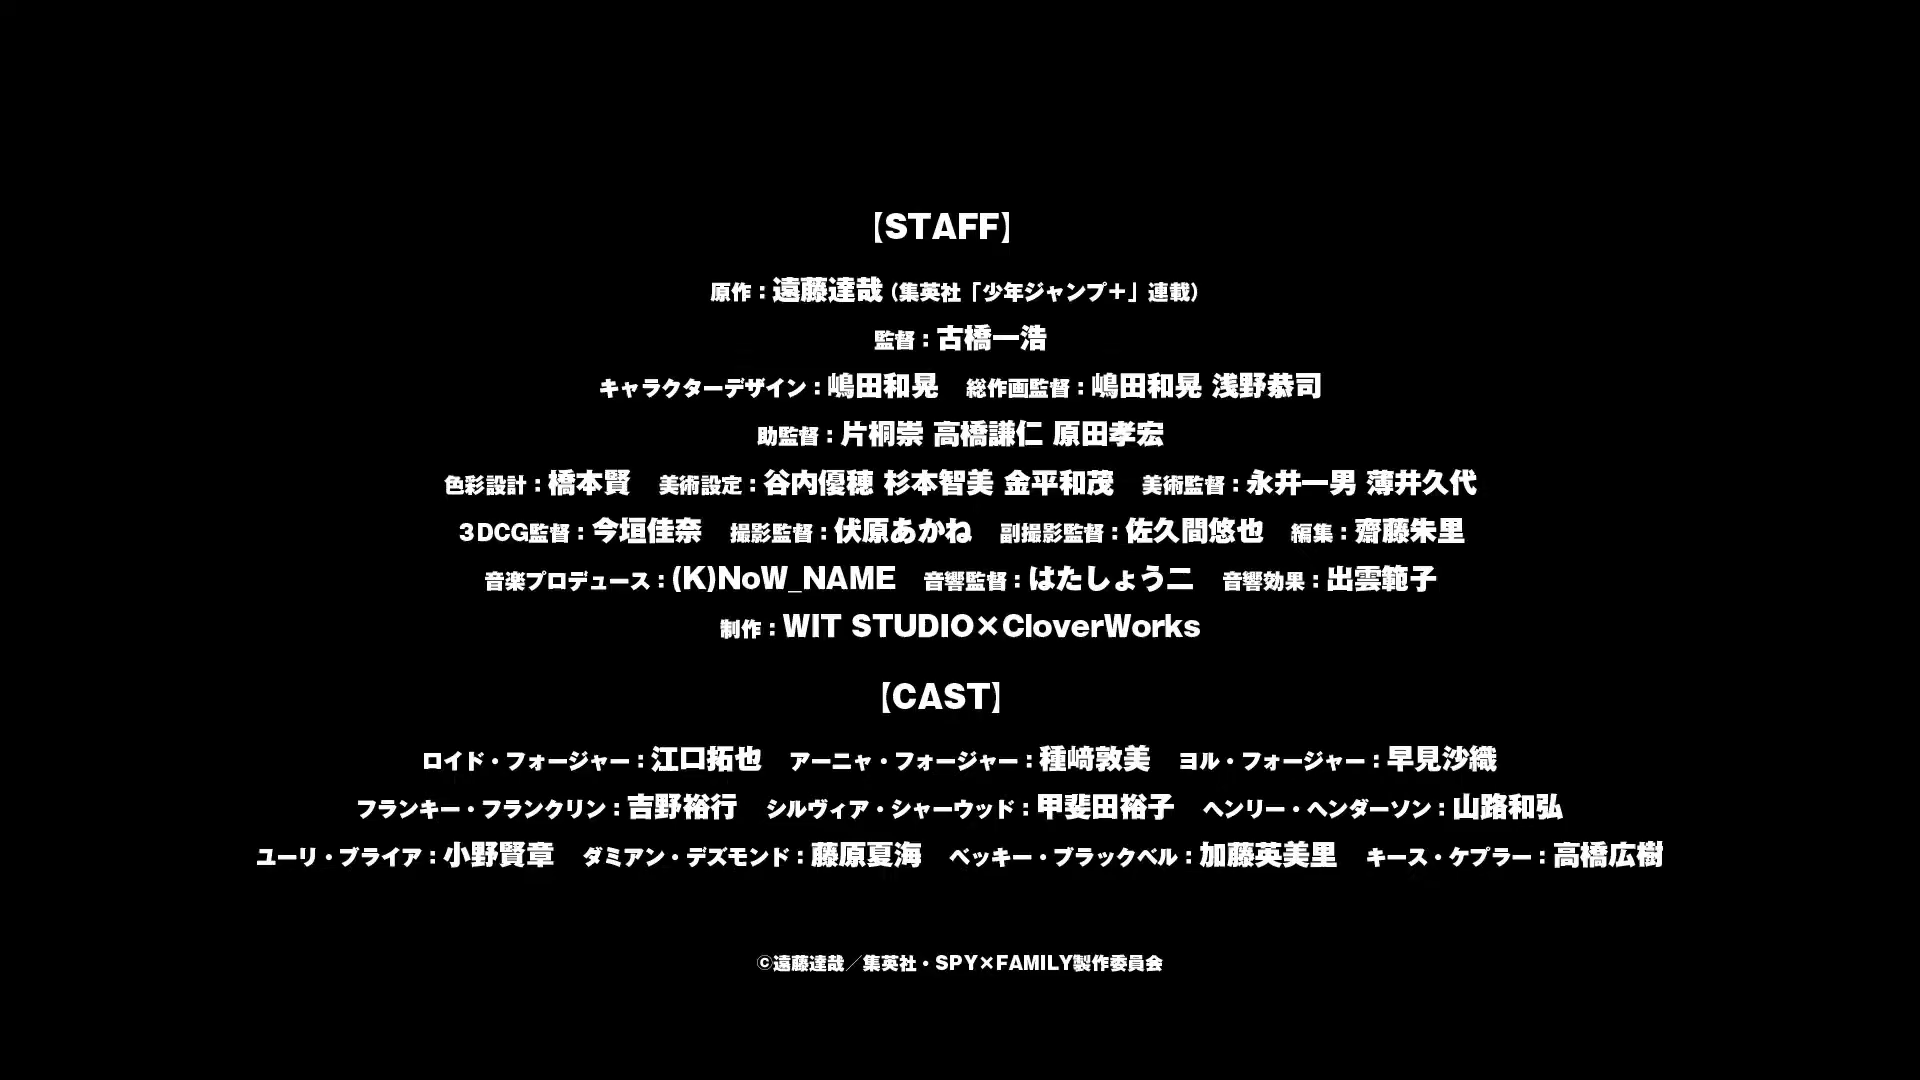 【STAFF】
原作：遠藤達哉（集英社「少年ジャンプ＋」連載）
監督：古橋一浩
キャラクターデザイン：嶋田和晃　総作画監督：嶋田和晃 浅野恭司
助監督：片桐崇 高橋謙仁 原田孝宏
色彩設計：橋本賢　美術設定：谷内優穂 杉本智美 金平和茂　美術監督：永井一男 薄井久代
3DCG監督：今垣佳奈　撮影監督：伏原あかね　副撮影監督：佐久間悠也　編集：齋藤朱里
音楽プロデュース：(K)NoW_NAME　音響監督：はたしょう二　音響効果：出雲範子
制作：WIT STUDIO×CloverWorks
【CAST】
ロイド・フォージャー：江口拓也　アーニャ・フォージャー：種﨑敦美　ヨル・フォージャー：早見沙織
フランキー・フランクリン：吉野裕行　シルヴィア・シャーウッド：甲斐田裕子　ヘンリー・ヘンダーソン：山路和弘
ユーリ・ブライア：小野賢章　ダミアン・デズモンド：藤原夏海　ベッキー・ブラックベル：加藤英美里　キース・ケプラー：高橋広樹
©遠藤達哉／集英社・SPY×FAMILY製作委員会